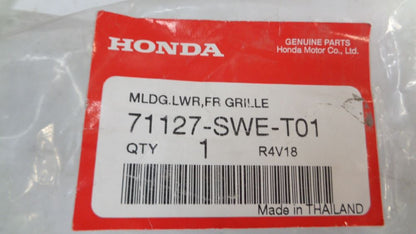 HONDA
GENUINE PARTS
Honda Motor Co., Ltd.
MLDG.LWR,FR GRILLE
71127-SWE-T01
QTY 1 R4V18
Made in THAILAND